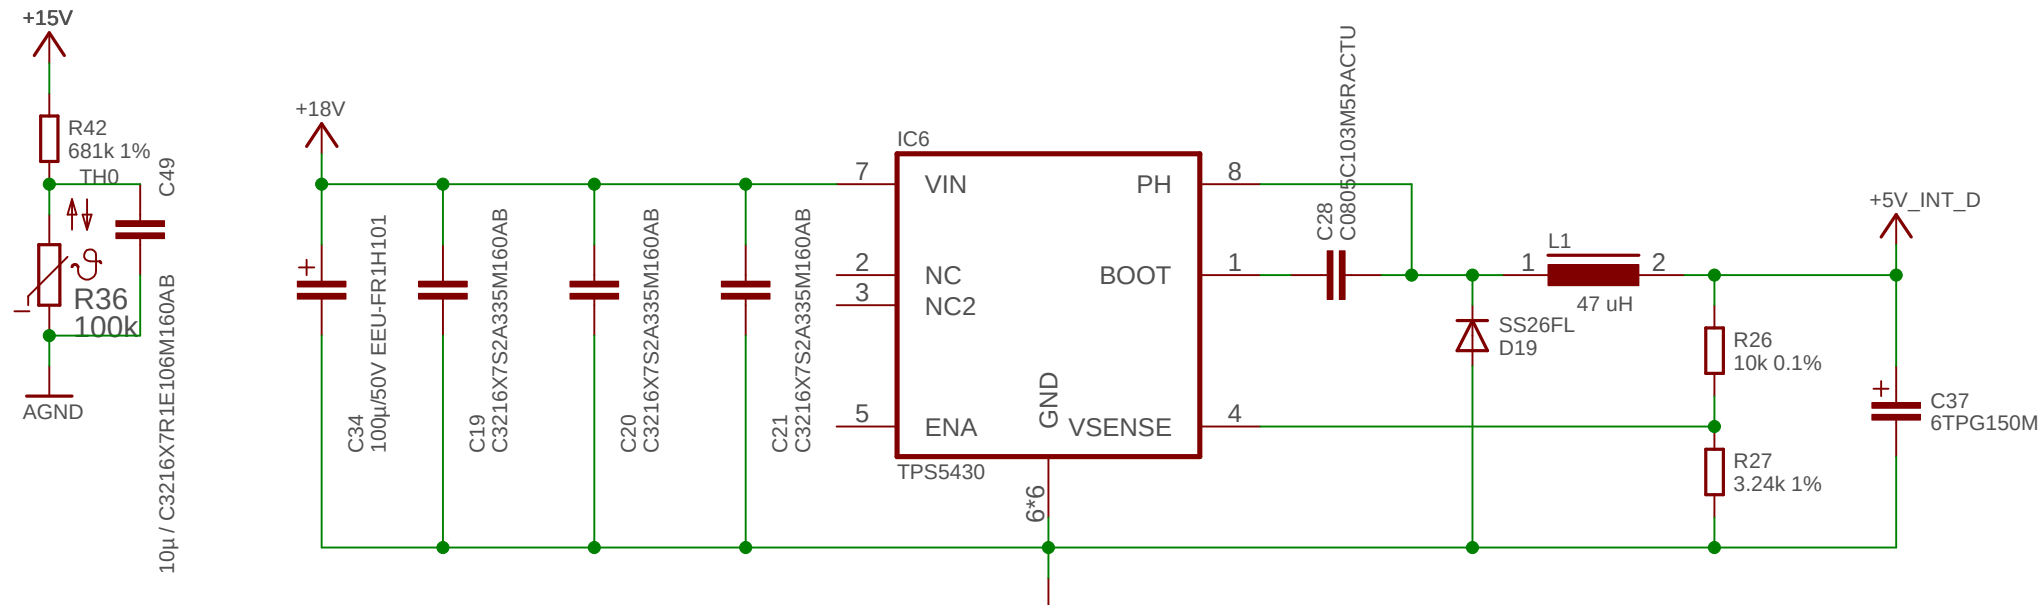 +15V
R42
681k 1%
TH0
C49
R36
100k
10µ / C3216X7R1E106M160AB
AGND
+18V
+
C34
100µ/50V EEU-FR1H101
C19
C3216X7S2A335M160AB
C20
C3216X7S2A335M160AB
C21
C3216X7S2A335M160AB
IC6
7
VIN
2
NC
3
NC2
5
ENA
GND
PH
8
BOOT
1
VSENSE
4
TPS5430
6*6
C28
C0805C103M5RACTU
SS26FL
D19
L1
1
2
47 uH
R26
10k 0.1%
R27
3.24k 1%
+5V_INT_D
+
C37
6TPG150M